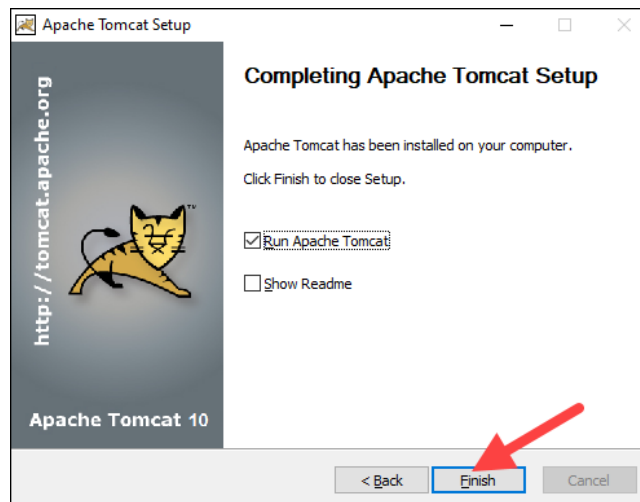 Apache Tomcat Setup
http://tomcat.apache.org
Completing Apache Tomcat Setup
Apache Tomcat has been installed on your computer.
Click Finish to close Setup.
Run Apache Tomcat
Show Readme
TM
Apache Tomcat 10
< Back
Finish
Cancel